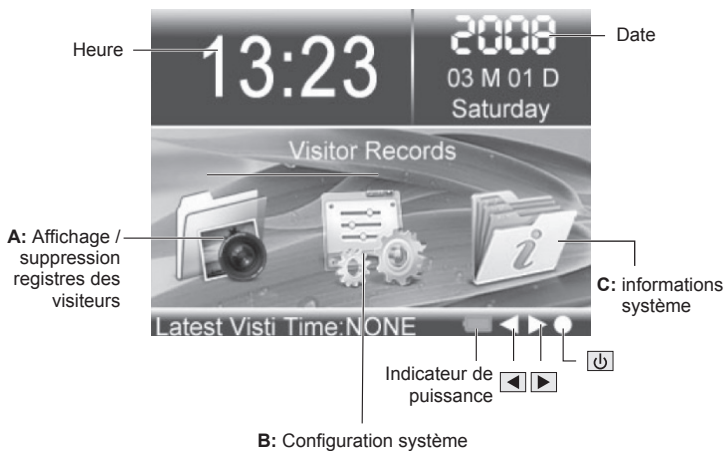 Heure
13:23
2008
Date
03 M 01 D
Saturday
Visitor Records
A: Affichage /
suppression
registres des
visiteurs
C: informations
système
Latest Visti Time:NONE
Indicateur de
puissance
B: Configuration système